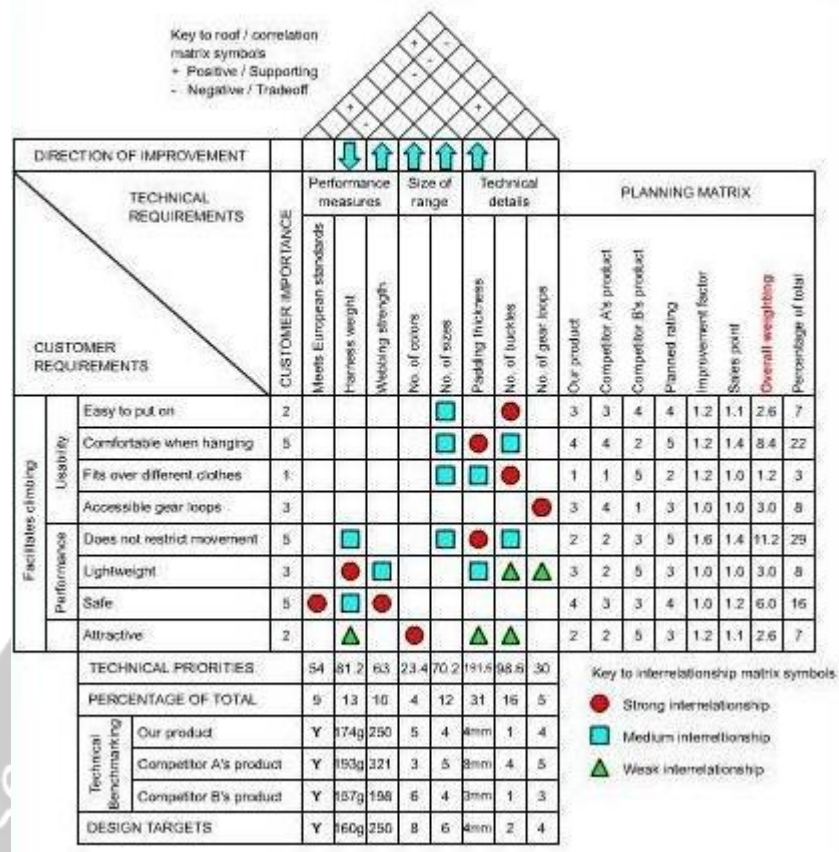 Key to roof / correlation
matrix symbols
+ Positive / Supporting
- Negative / Tradeoff
+ -
-
-
+ +
-
DIRECTION OF IMPROVEMENT
TECHNICAL
REQUIREMENTS
CUSTOMER
REQUIREMENTS
CUSTOMER IMPORTANCE
Performance
measures
Size of
range
Technical
details
PLANNING MATRIX
Meets European standards
Harness weight
Webbing strength
No. of colors
No. of sizes
Padding thickness
No. of buckles
No. of gear loops
Our product
Competitor A's product
Competitor B's product
Planned rating
Improvement factor
Sales point
Overall weighting
Percentage of total
Facilitates climbing
Usability
Performance
Easy to put on 2 3 3 4 4 1.2 1.1 2.6 7
Comfortable when hanging 5 4 4 2 5 1.2 1.4 8.4 22
Fits over different clothes 1 1 1 5 2 1.2 1.0 1.2 3
Accessible gear loops 3 3 4 1 3 1.0 1.0 3.0 8
Does not restrict movement 5 2 2 3 5 1.6 1.4 11.2 29
Lightweight 3 3 2 5 3 1.0 1.0 3.0 8
Safe 5 4 3 3 4 1.0 1.2 6.0 16
Attractive 2 2 2 5 3 1.2 1.1 2.6 7
TECHNICAL PRIORITIES 54 81.2 63 23.4 70.2 191.6 98.6 30
PERCENTAGE OF TOTAL 9 13 10 4 12 31 16 5
Technical
Benchmarking
Our product Y 174g 250 5 4 4mm 1 4
Competitor A's product Y 193g 321 3 5 8mm 4 5
Competitor B's product Y 157g 198 6 4 3mm 1 3
DESIGN TARGETS Y 160g 250 8 6 4mm 2 4
Key to interrelationship matrix symbols
Strong interrelationship
Medium interreltionship
Weak interrelationship